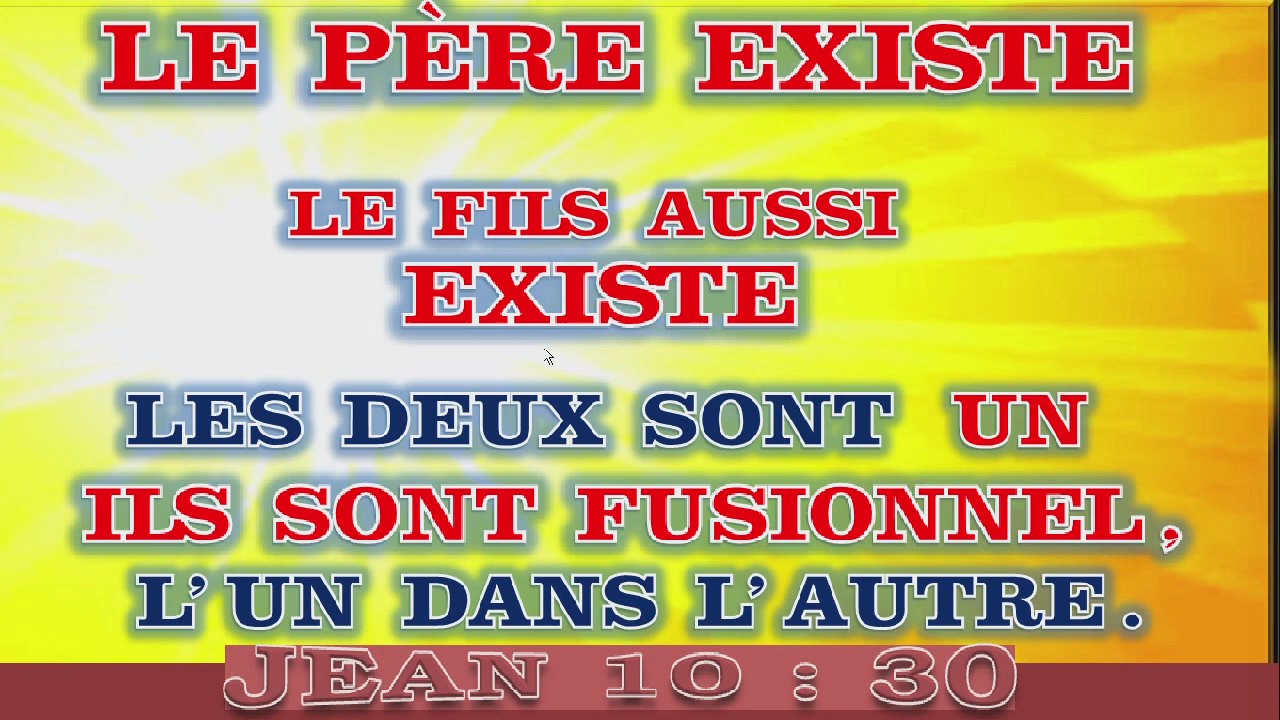 LE PÈRE EXISTE
LE FILS AUSSI
EXISTE
LES DEUX SONT UN
ILS SONT FUSIONNEL,
L'UN DANS L'AUTRE.
JEAN 10 : 30